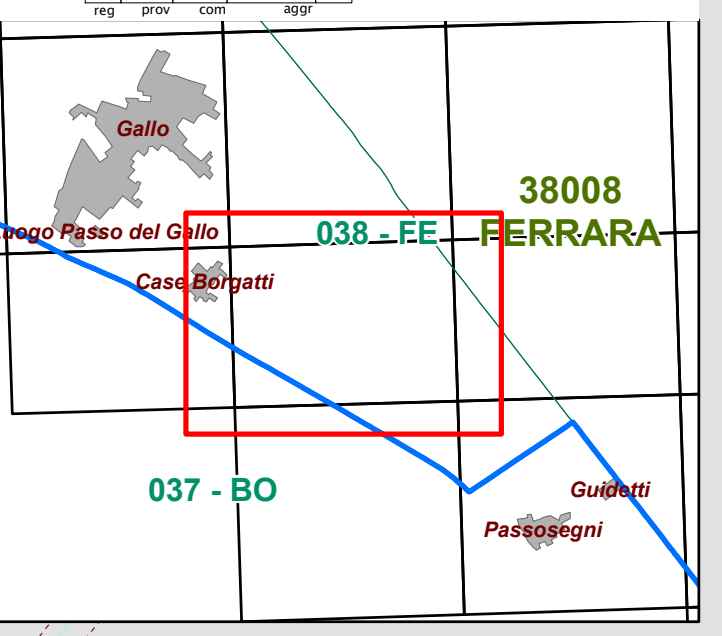 reg prov com aggr
Gallo
38008
FERRARA
uogo Passo del Gallo
038 - FE
Case Borgatti
037 - BO
Guidetti
Passosegni